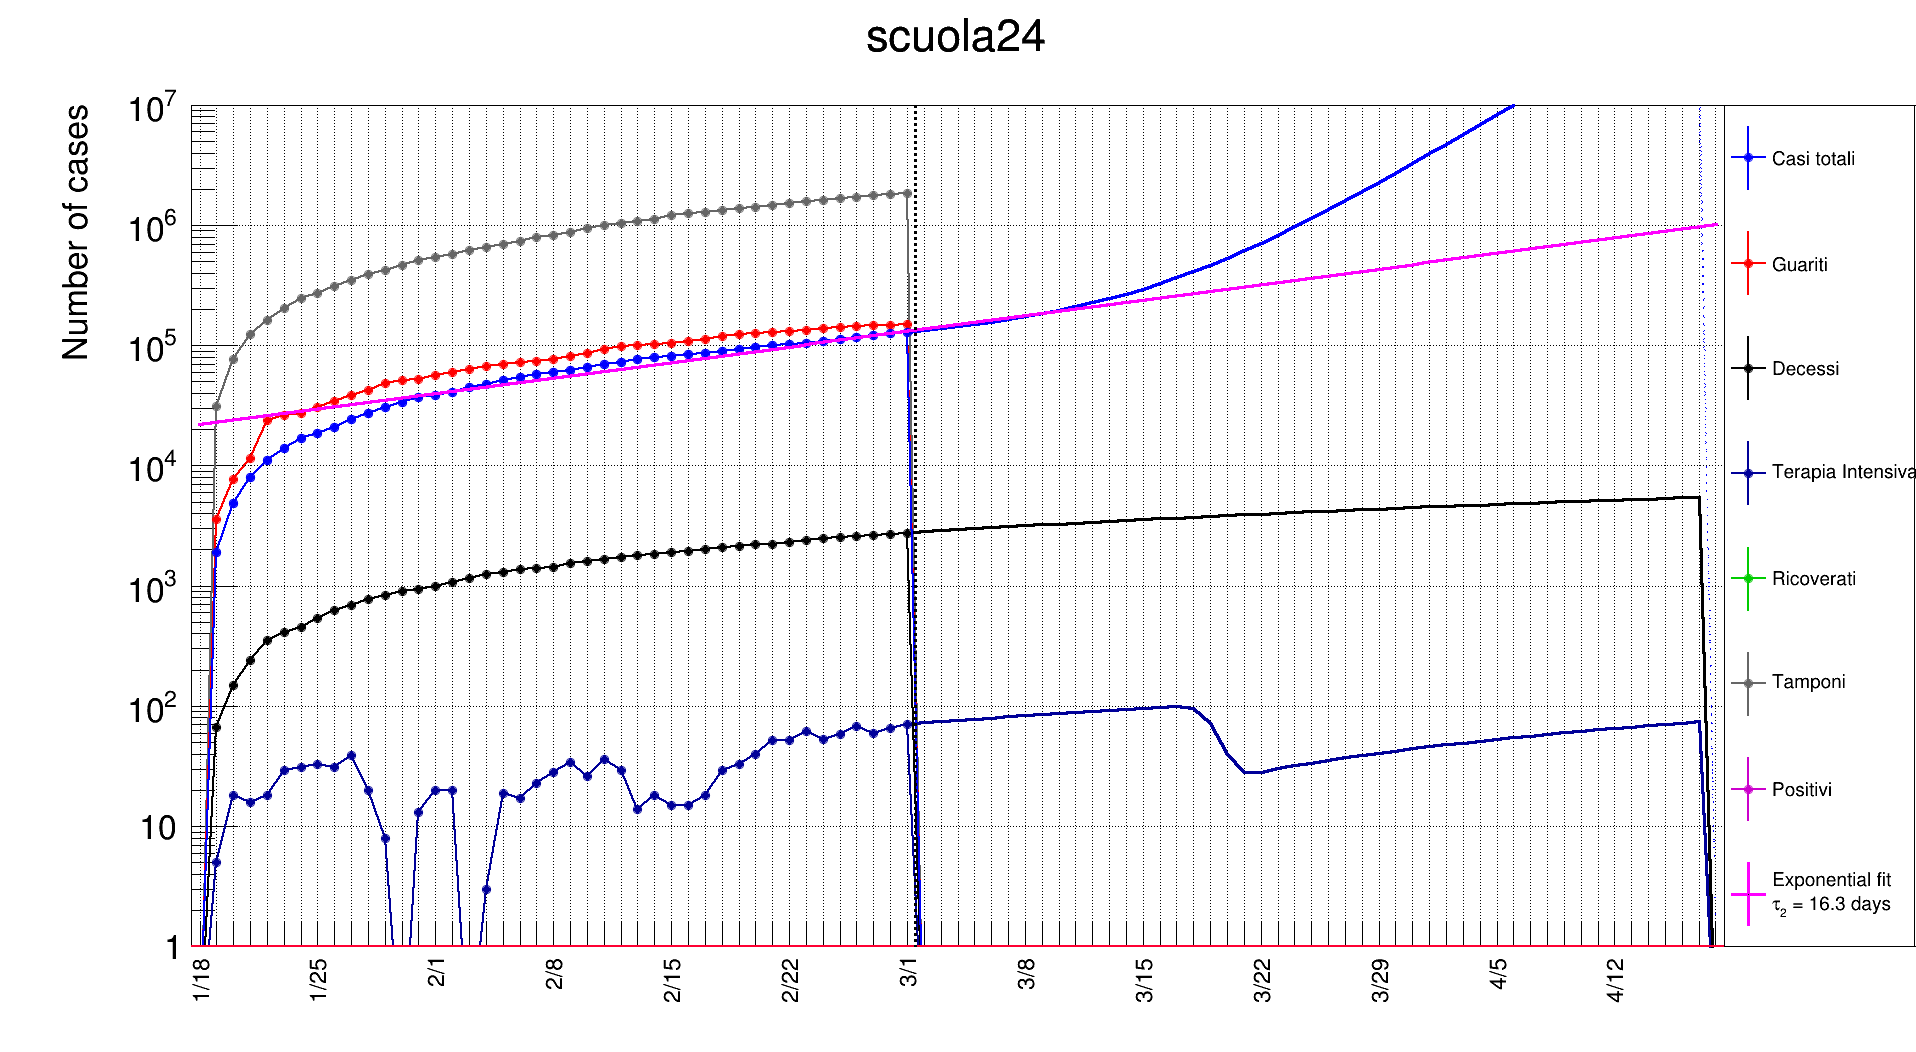 scuola24
Number of cases
10^7
10^6
10^5
10^4
10^3
10^2
10
1
1/18
1/25
2/1
2/8
2/15
2/22
3/1
3/8
3/15
3/22
3/29
4/5
4/12
Casi totali
Guariti
Decessi
Terapia Intensiva
Ricoverati
Tamponi
Positivi
Exponential fit
τ_2 = 16.3 days